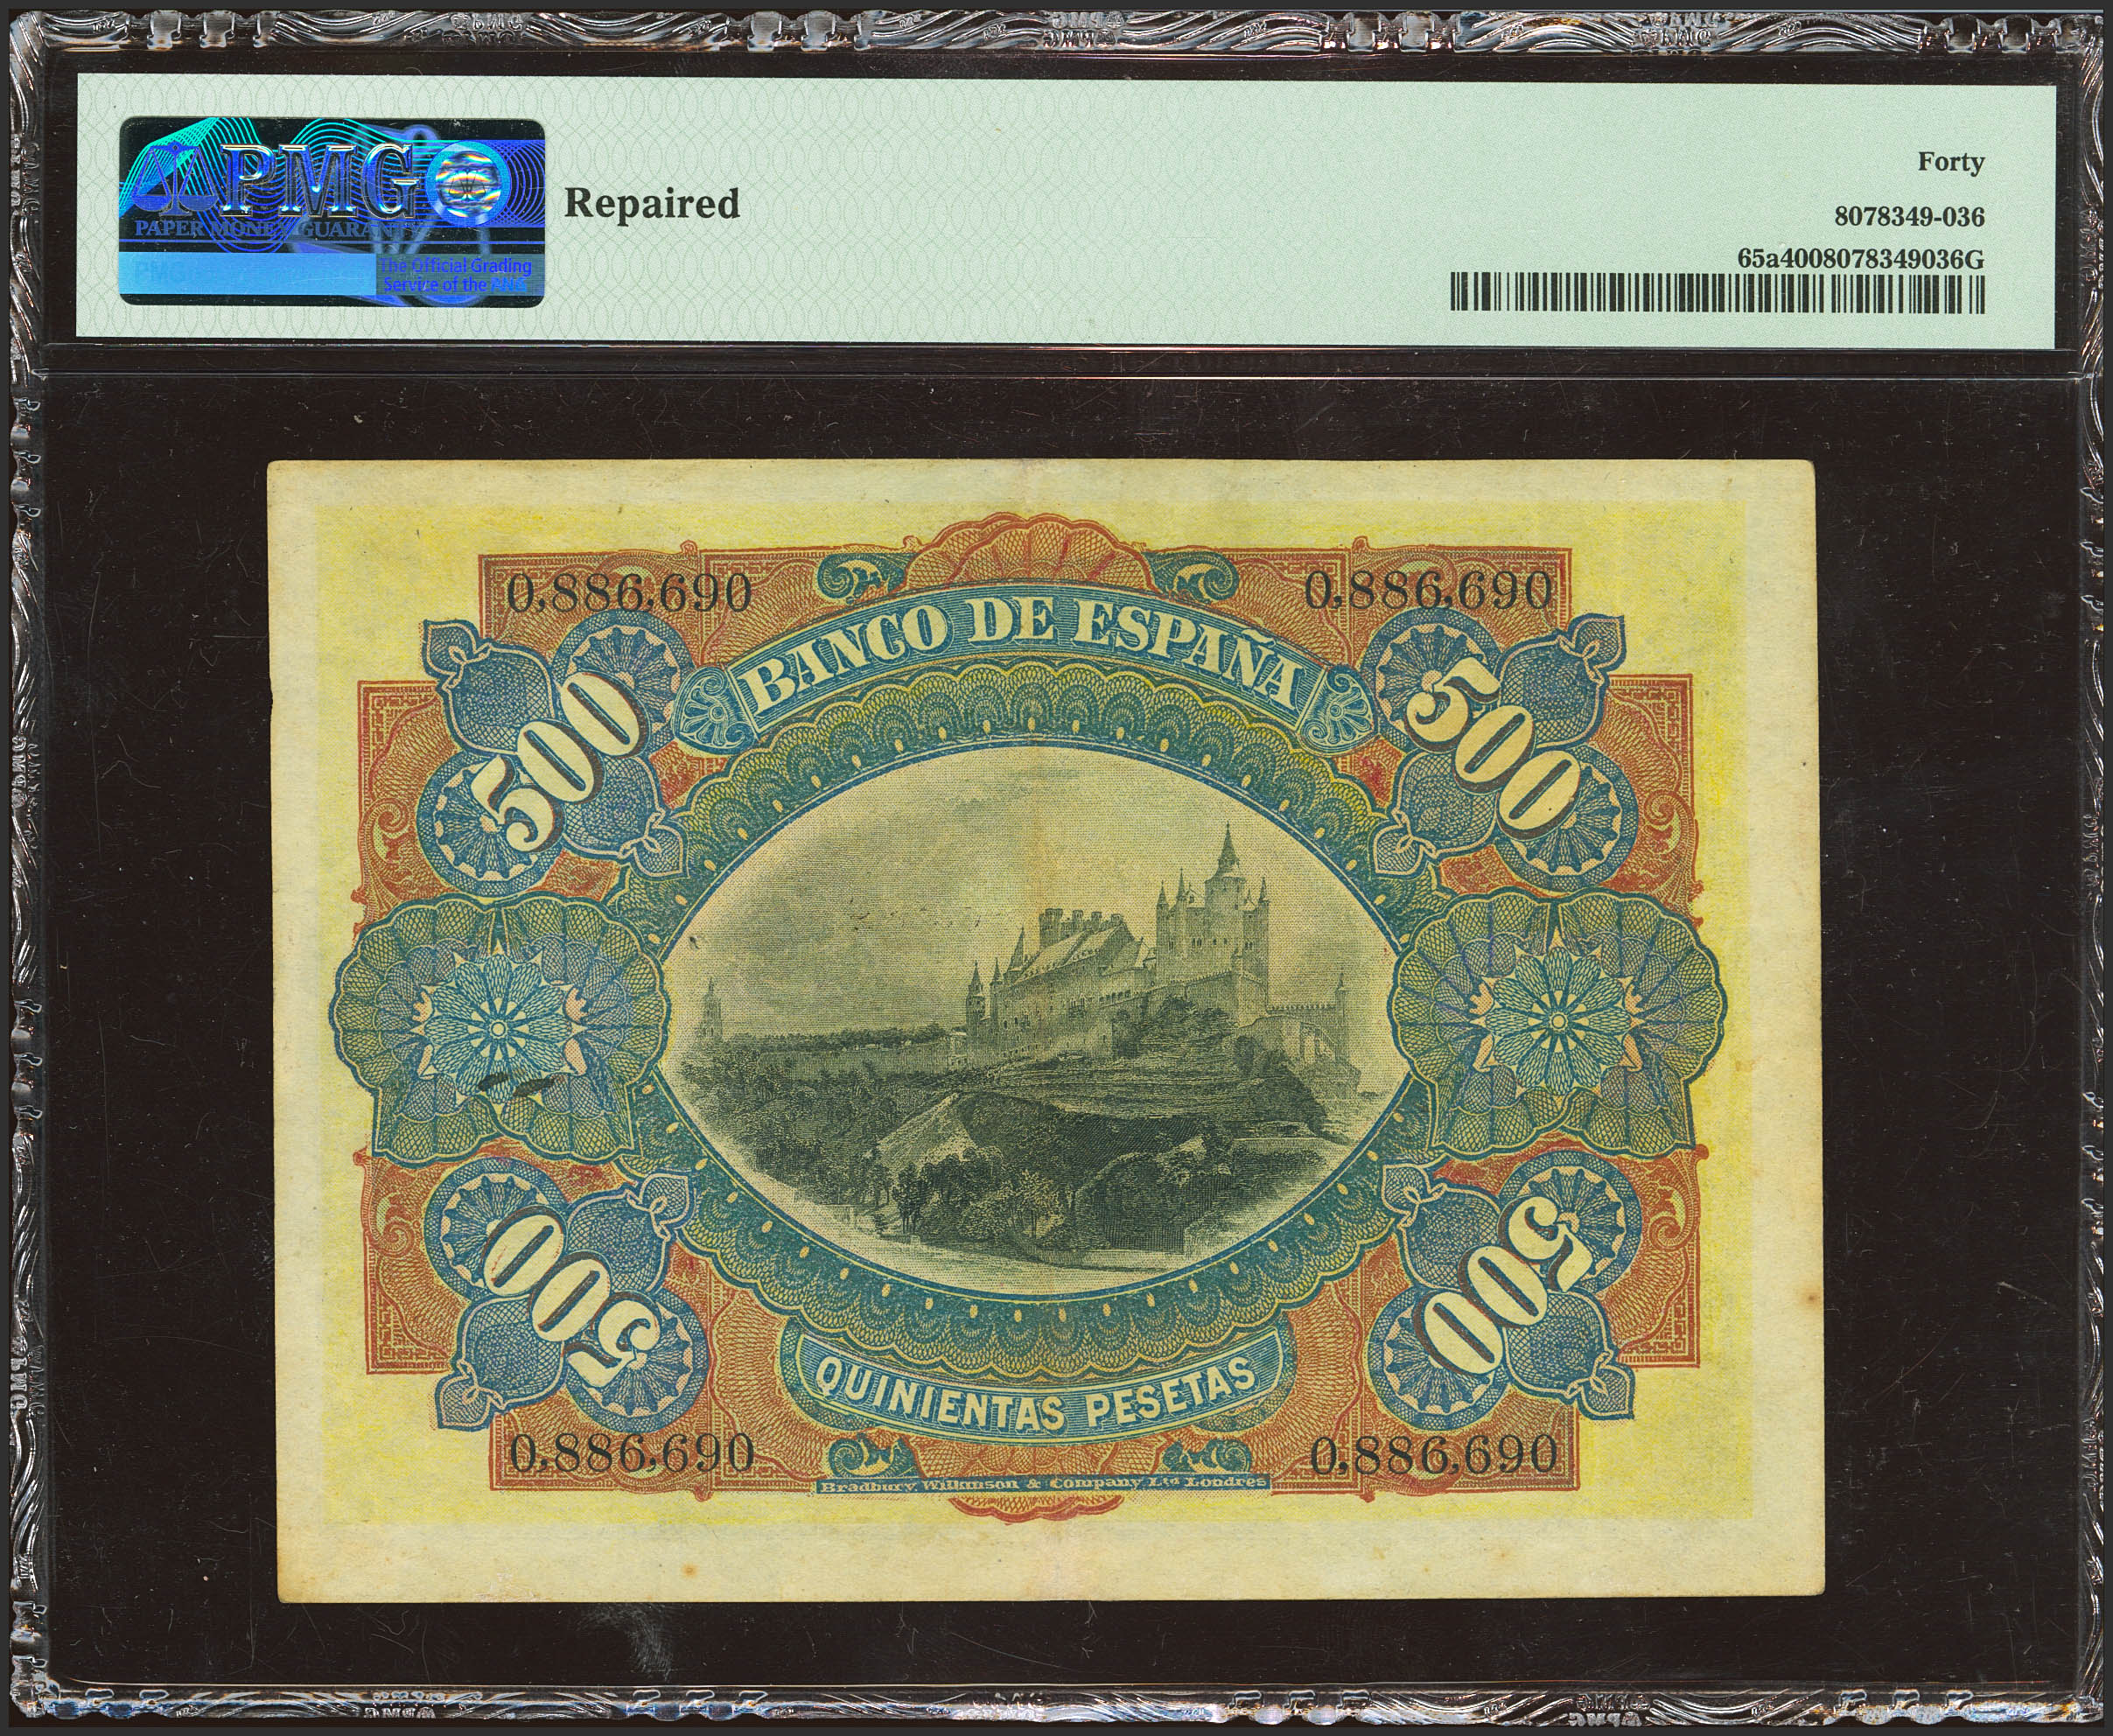 PMG
PAPER MONEY GUARANTY
The Official Grading
Service of the ANA
Repaired
Forty
8078349-036
65a4008078349036G
0,886,690
0,886,690
BANCO DE ESPAÑA
500
500
500
500
QUINIENTAS PESETAS
0,886,690
0,886,690
Bradbury, Wilkinson & Company Ltd Londres